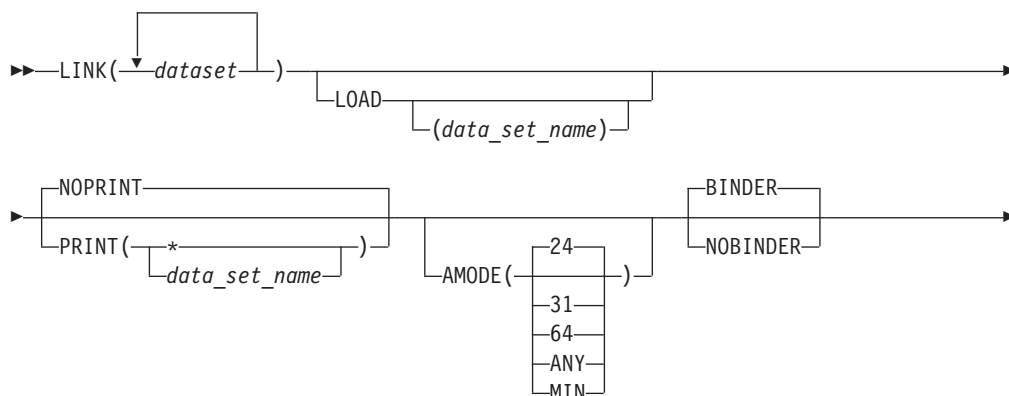 LINK( dataset )
LOAD
(data_set_name)
NOPRINT
PRINT( * )
data_set_name
AMODE( 24 )
31
64
ANY
MIN
BINDER
NOBINDER